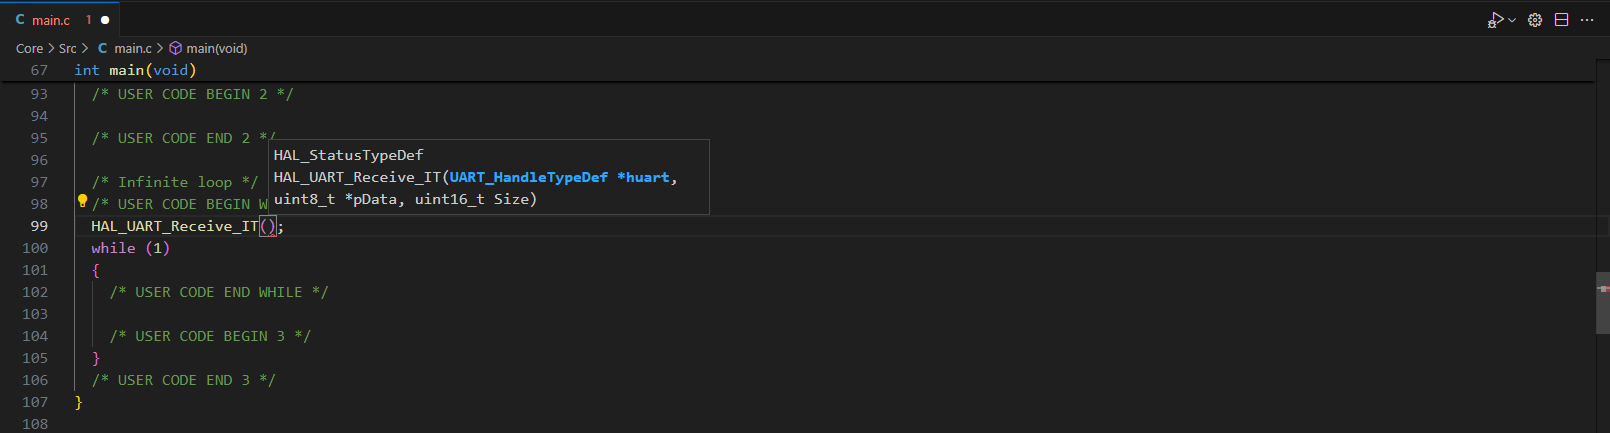 main.c 1
Core > Src > C main.c > main(void)
67 int main(void)
93 /* USER CODE BEGIN 2 */
94
95 /* USER CODE END 2 */
96
HAL_StatusTypeDef
HAL_UART_Receive_IT(UART_HandleTypeDef *huart,
uint8_t *pData, uint16_t Size)
97 /* Infinite loop */
98 /* USER CODE BEGIN W
99 HAL_UART_Receive_IT();
100 while (1)
101 {
102 /* USER CODE END WHILE */
103
104 /* USER CODE BEGIN 3 */
105 }
106 /* USER CODE END 3 */
107 }
108